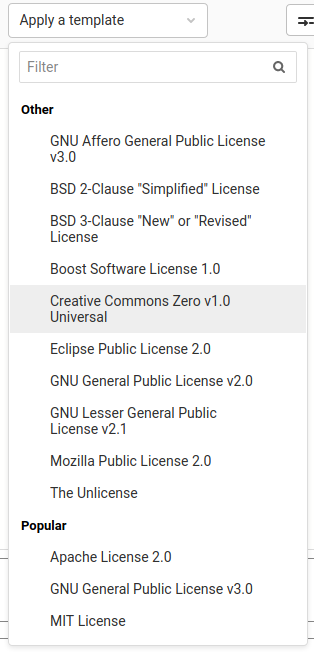 Apply a template
Filter
Other
GNU Affero General Public License
v3.0
BSD 2-Clause "Simplified" License
BSD 3-Clause "New" or "Revised"
License
Boost Software License 1.0
Creative Commons Zero v1.0
Universal
Eclipse Public License 2.0
GNU General Public License v2.0
GNU Lesser General Public
License v2.1
Mozilla Public License 2.0
The Unlicense
Popular
Apache License 2.0
GNU General Public License v3.0
MIT License